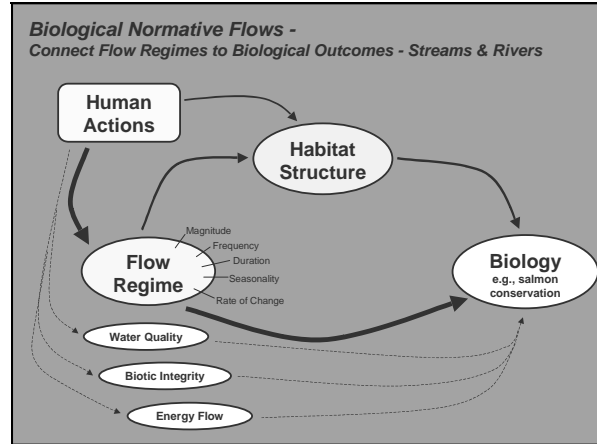 Biological Normative Flows -
Connect Flow Regimes to Biological Outcomes - Streams & Rivers
Human
Actions
Habitat
Structure
Magnitude
Frequency
Duration
Seasonality
Rate of Change
Flow
Regime
Biology
e.g., salmon
conservation
Water Quality
Biotic Integrity
Energy Flow